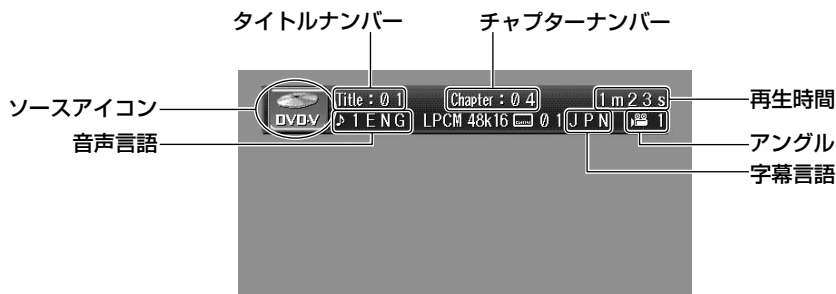 タイトルナンバー
チャプターナンバー
ソースアイコン
Title : 01
Chapter : 04
1m23s
再生時間
DVD-V
音声言語
♪1ENG LPCM 48k16 01 JPN 1
アングル
字幕言語